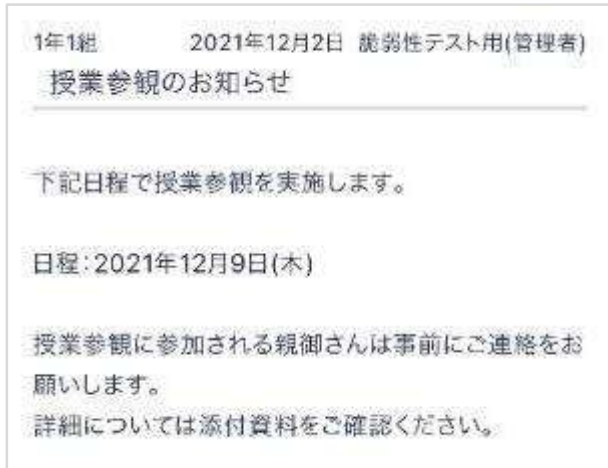 1年1組 2021年12月2日 脆弱性テスト用(管理者)
授業参観のお知らせ
下記日程で授業参観を実施します。
日程:2021年12月9日(木)
授業参観に参加される親御さんは事前にご連絡をお
願いします。
詳細については添付資料をご確認ください。